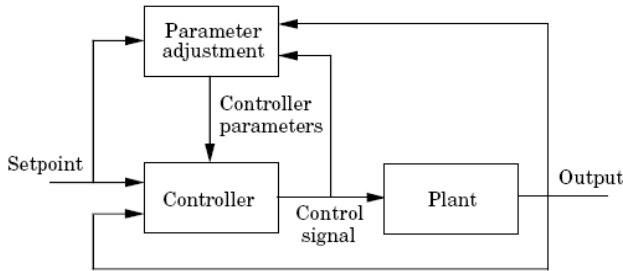 Parameter
adjustment
Controller
parameters
Setpoint
Controller
Control
signal
Plant
Output